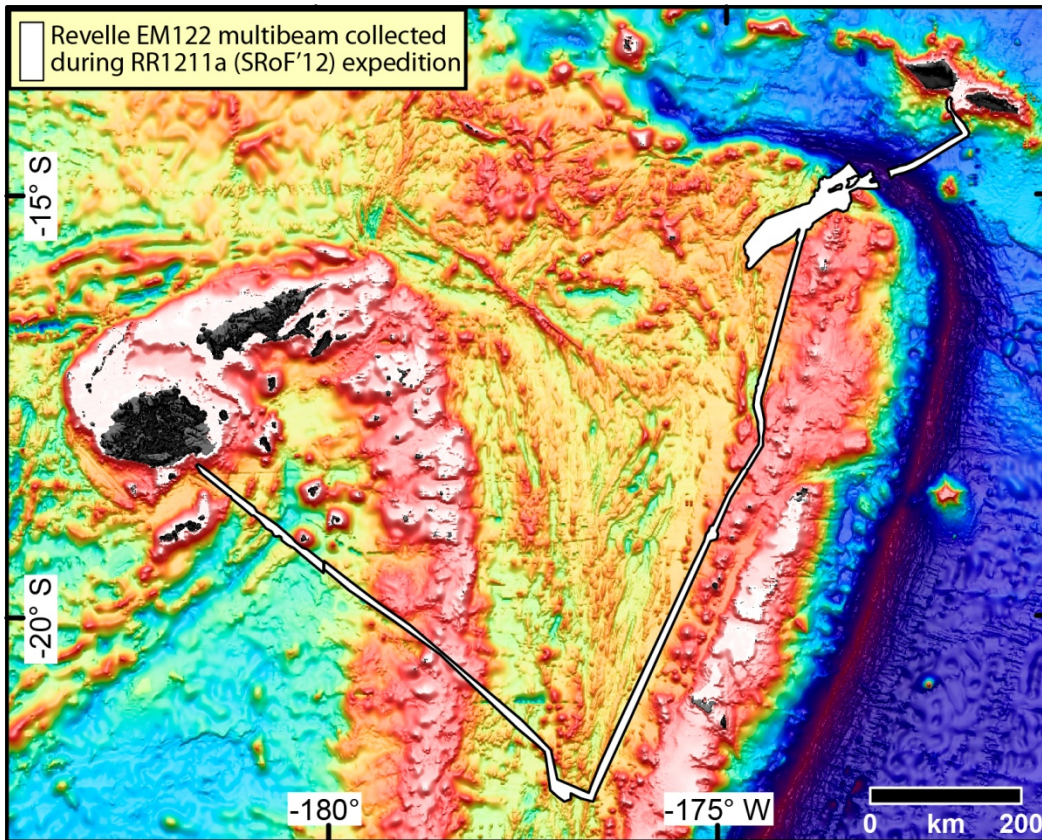 Revelle EM122 multibeam collected
during RR1211a (SRoF'12) expedition
-15° S
-20° S
-180°
-175° W
0 km 200